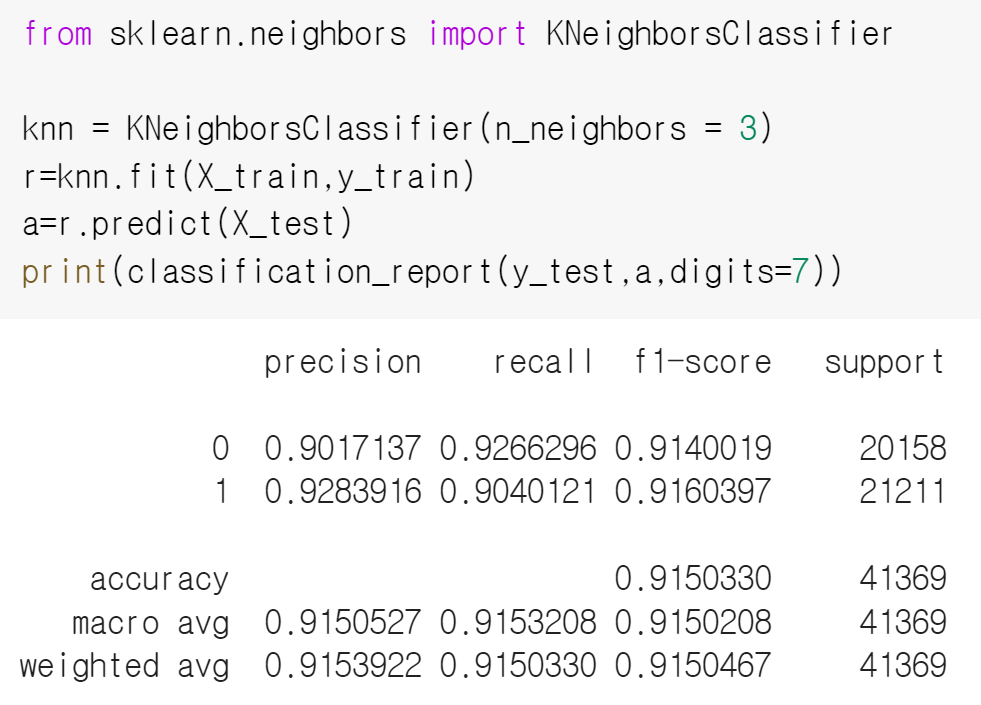 from sklearn.neighbors import KNeighborsClassifier
knn = KNeighborsClassifier(n_neighbors = 3)
r=knn.fit(X_train,y_train)
a=r.predict(X_test)
print(classification_report(y_test,a,digits=7))
precision recall f1-score support
0 0.9017137 0.9266296 0.9140019 20158
1 0.9283916 0.9040121 0.9160397 21211
accuracy 0.9150330 41369
macro avg 0.9150527 0.9153208 0.9150208 41369
weighted avg 0.9153922 0.9150330 0.9150467 41369